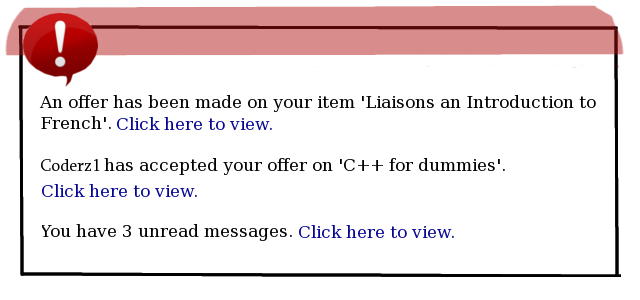 An offer has been made on your item 'Liaisons an Introduction to
French'. Click here to view.
Coderz1 has accepted your offer on 'C++ for dummies'.
Click here to view.
You have 3 unread messages. Click here to view.